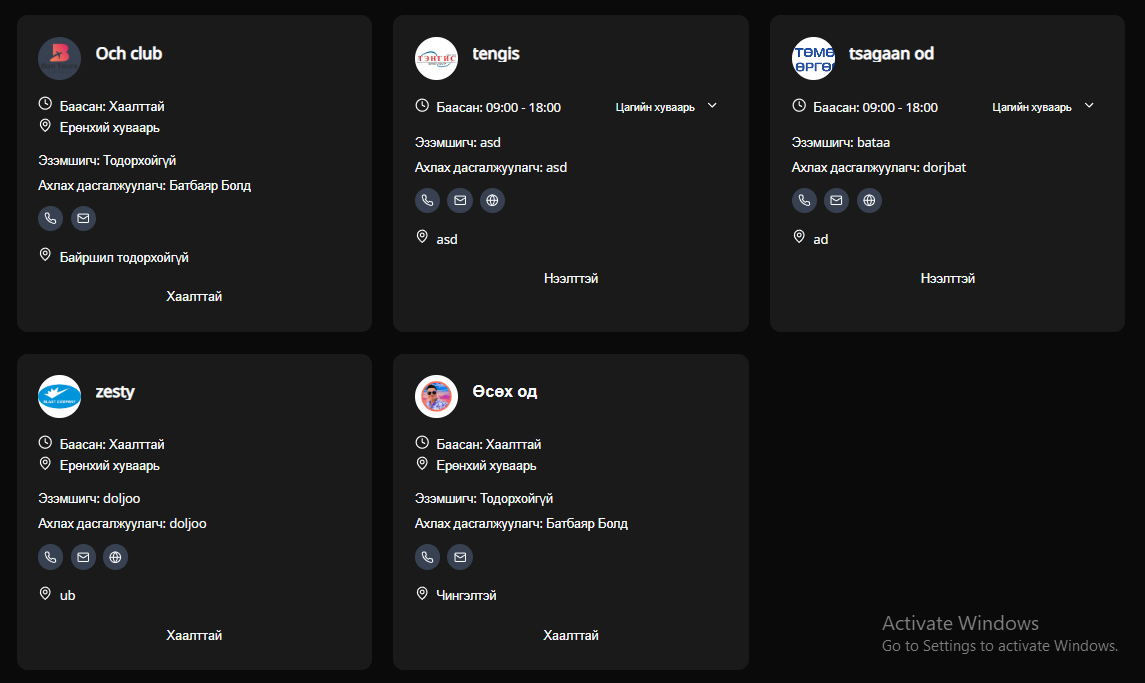 Och club
Баасан: Хаалттай
Ерөнхий хуваарь
Эзэмшигч: Тодорхойгүй
Ахлах дасгалжуулагч: Батбаяр Болд
Байршил тодорхойгүй
Хаалттай
ТЭНГИС
tengis
Баасан: 09:00 - 18:00
Цагийн хуваарь
Эзэмшигч: asd
Ахлах дасгалжуулагч: asd
asd
Нээлттэй
tsagaan od
Баасан: 09:00 - 18:00
Цагийн хуваарь
Эзэмшигч: bataa
Ахлах дасгалжуулагч: dorjbat
ad
Нээлттэй
zesty
Баасан: Хаалттай
Ерөнхий хуваарь
Эзэмшигч: doljoo
Ахлах дасгалжуулагч: doljoo
ub
Хаалттай
Өсөх од
Баасан: Хаалттай
Ерөнхий хуваарь
Эзэмшигч: Тодорхойгүй
Ахлах дасгалжуулагч: Батбаяр Болд
Чингэлтэй
Хаалттай
Activate Windows
Go to Settings to activate Windows.